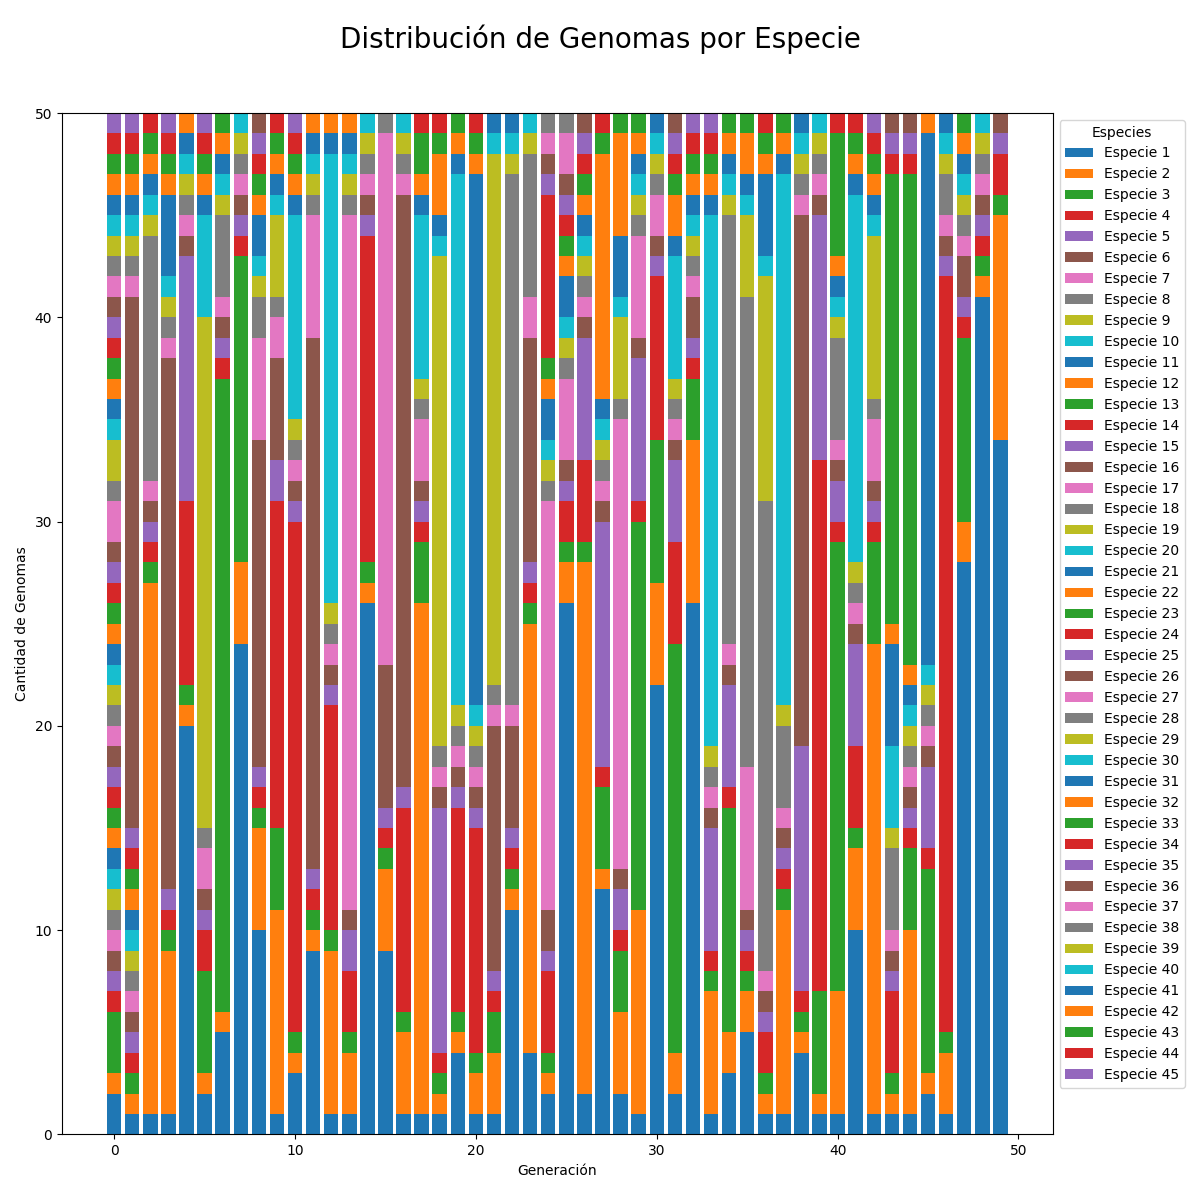 Distribución de Genomas por Especie
50
40
30
20
10
0
Cantidad de Genomas
0 10 20 30 40 50
Generación
Especies
Especie 1
Especie 2
Especie 3
Especie 4
Especie 5
Especie 6
Especie 7
Especie 8
Especie 9
Especie 10
Especie 11
Especie 12
Especie 13
Especie 14
Especie 15
Especie 16
Especie 17
Especie 18
Especie 19
Especie 20
Especie 21
Especie 22
Especie 23
Especie 24
Especie 25
Especie 26
Especie 27
Especie 28
Especie 29
Especie 30
Especie 31
Especie 32
Especie 33
Especie 34
Especie 35
Especie 36
Especie 37
Especie 38
Especie 39
Especie 40
Especie 41
Especie 42
Especie 43
Especie 44
Especie 45